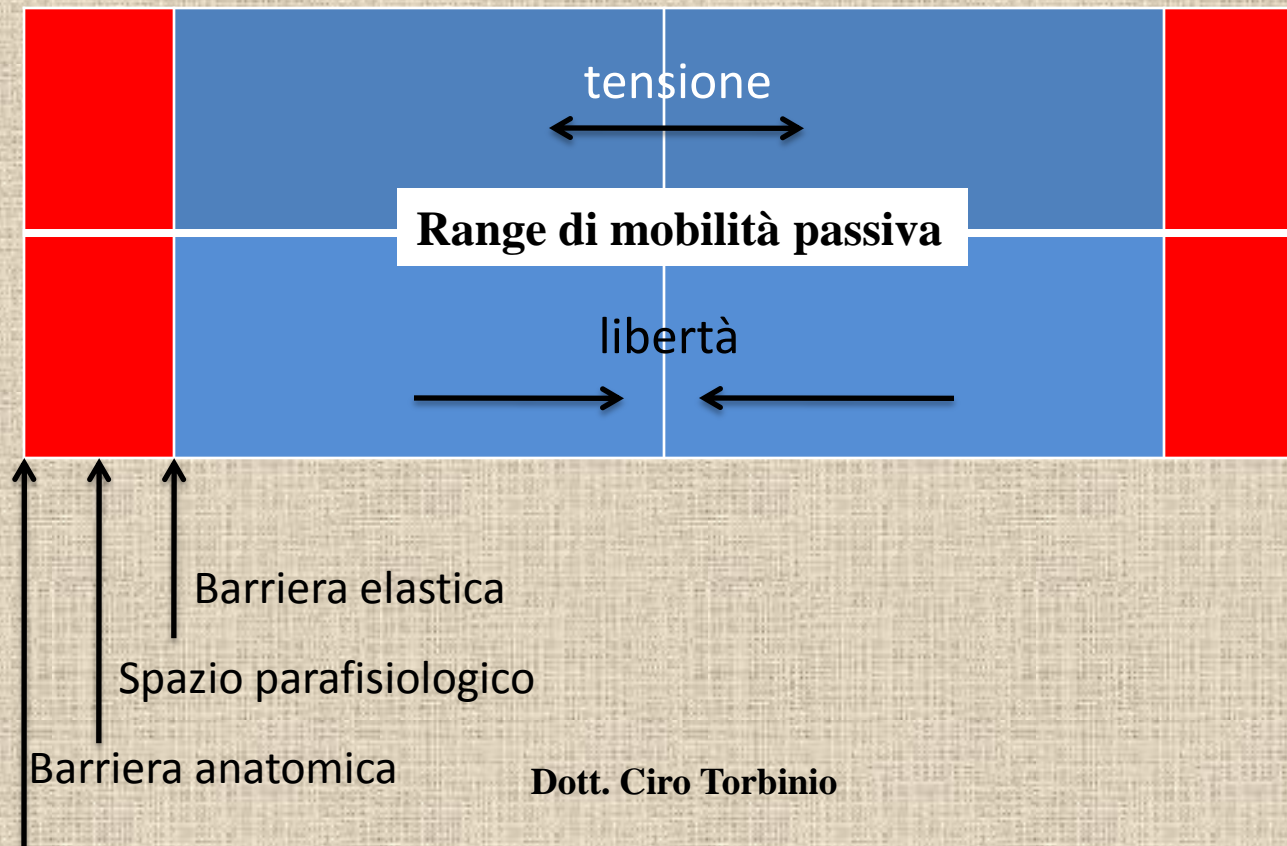 tensione
Range di mobilità passiva
libertà
Barriera elastica
Spazio parafisiologico
Barriera anatomica
Dott. Ciro Torbinio